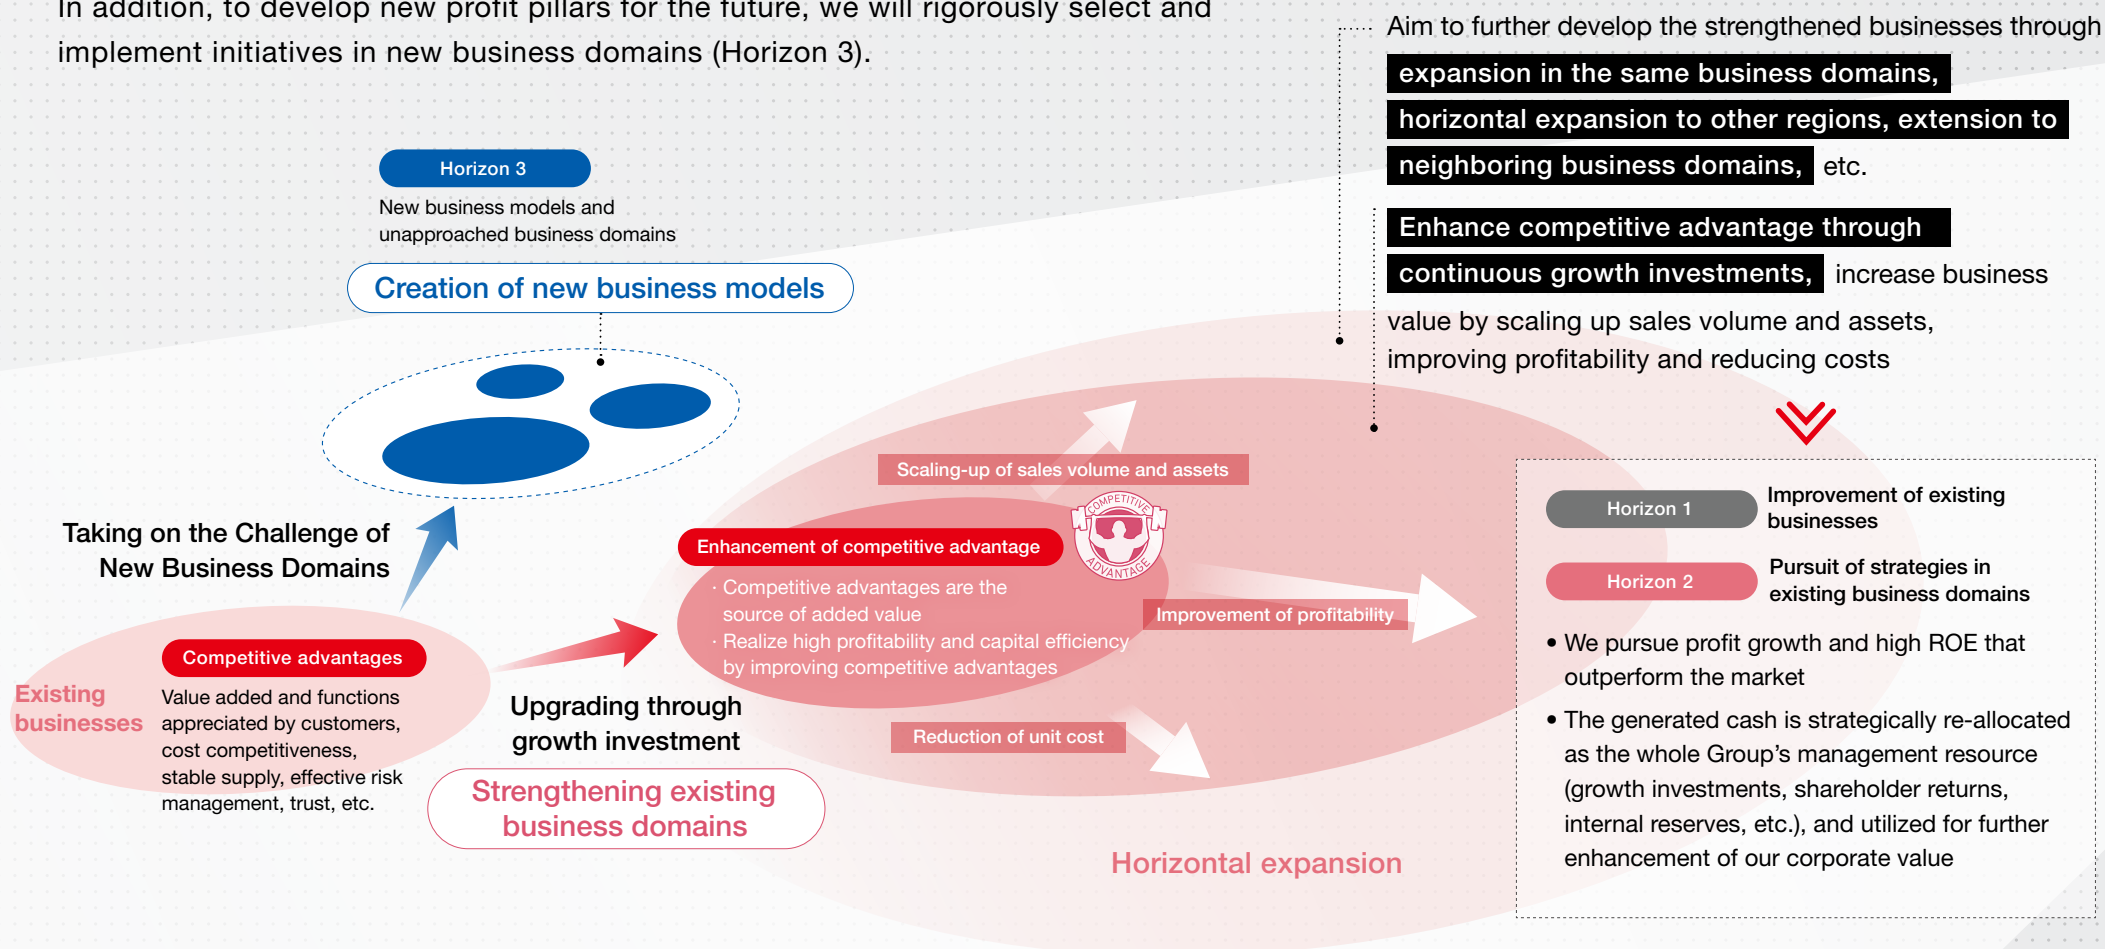 In addition, to develop new profit pillars for the future, we will rigorously select and
implement initiatives in new business domains (Horizon 3).
Aim to further develop the strengthened businesses through
expansion in the same business domains,
horizontal expansion to other regions, extension to
neighboring business domains, etc.
Enhance competitive advantage through
continuous growth investments, increase business
value by scaling up sales volume and assets,
improving profitability and reducing costs
Horizon 3
New business models and
unapproached business domains
Creation of new business models
Taking on the Challenge of
New Business Domains
Existing
businesses
Competitive advantages
Value added and functions
appreciated by customers,
cost competitiveness,
stable supply, effective risk
management, trust, etc.
Upgrading through
growth investment
Strengthening existing
business domains
Scaling-up of sales volume and assets
COMPETITIVE
ADVANTAGE
Enhancement of competitive advantage
· Competitive advantages are the
source of added value
· Realize high profitability and capital efficiency
by improving competitive advantages
Improvement of profitability
Reduction of unit cost
Horizontal expansion
Horizon 1
Improvement of existing
businesses
Horizon 2
Pursuit of strategies in
existing business domains
• We pursue profit growth and high ROE that
outperform the market
• The generated cash is strategically re-allocated
as the whole Group's management resource
(growth investments, shareholder returns,
internal reserves, etc.), and utilized for further
enhancement of our corporate value